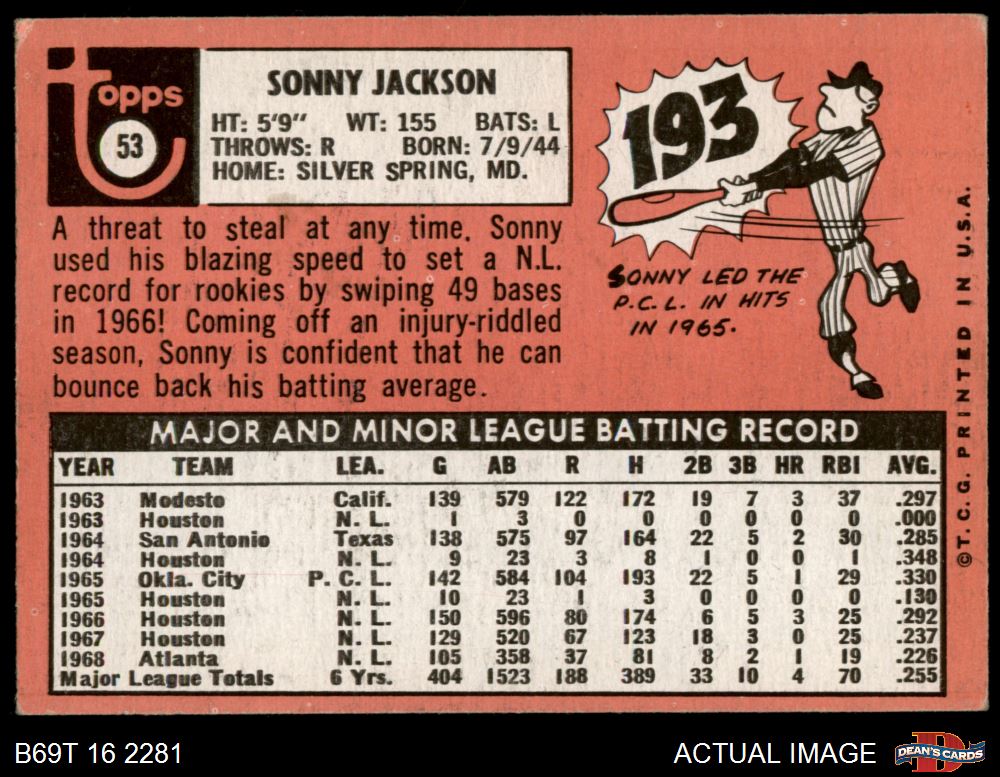 topps
53
SONNY JACKSON
HT: 5'9" WT: 155 BATS: L
THROWS: R BORN: 7/9/44
HOME: SILVER SPRING, MD.
A threat to steal at any time, Sonny
used his blazing speed to set a N.L.
record for rookies by swiping 49 bases
in 1966! Coming off an injury-riddled
season, Sonny is confident that he can
bounce back his batting average.
193
SONNY LED THE
P.C.L. IN HITS
IN 1965.
MAJOR AND MINOR LEAGUE BATTING RECORD
YEAR TEAM LEA. G AB R H 2B 3B HR RBI AVG.
1963 Modesto Calif. 139 579 122 172 19 7 3 37 .297
1963 Houston N. L. 1 3 0 0 0 0 0 0 .000
1964 San Antonio Texas 138 575 97 164 22 5 2 30 .285
1964 Houston N. L. 9 23 3 8 1 0 0 1 .348
1965 Okla. City P. C. L. 142 584 104 193 22 5 1 29 .330
1965 Houston N. L. 10 23 1 3 0 0 0 0 .130
1966 Houston N. L. 150 596 80 174 6 5 3 25 .292
1967 Houston N. L. 129 520 67 123 18 3 0 25 .237
1968 Atlanta N. L. 105 358 37 81 8 2 1 19 .226
Major League Totals 6 Yrs. 404 1523 188 389 33 10 4 70 .255
©T. C. G. PRINTED IN U.S.A.
B69T 16 2281
ACTUAL IMAGE
D
DEAN'S CARDS